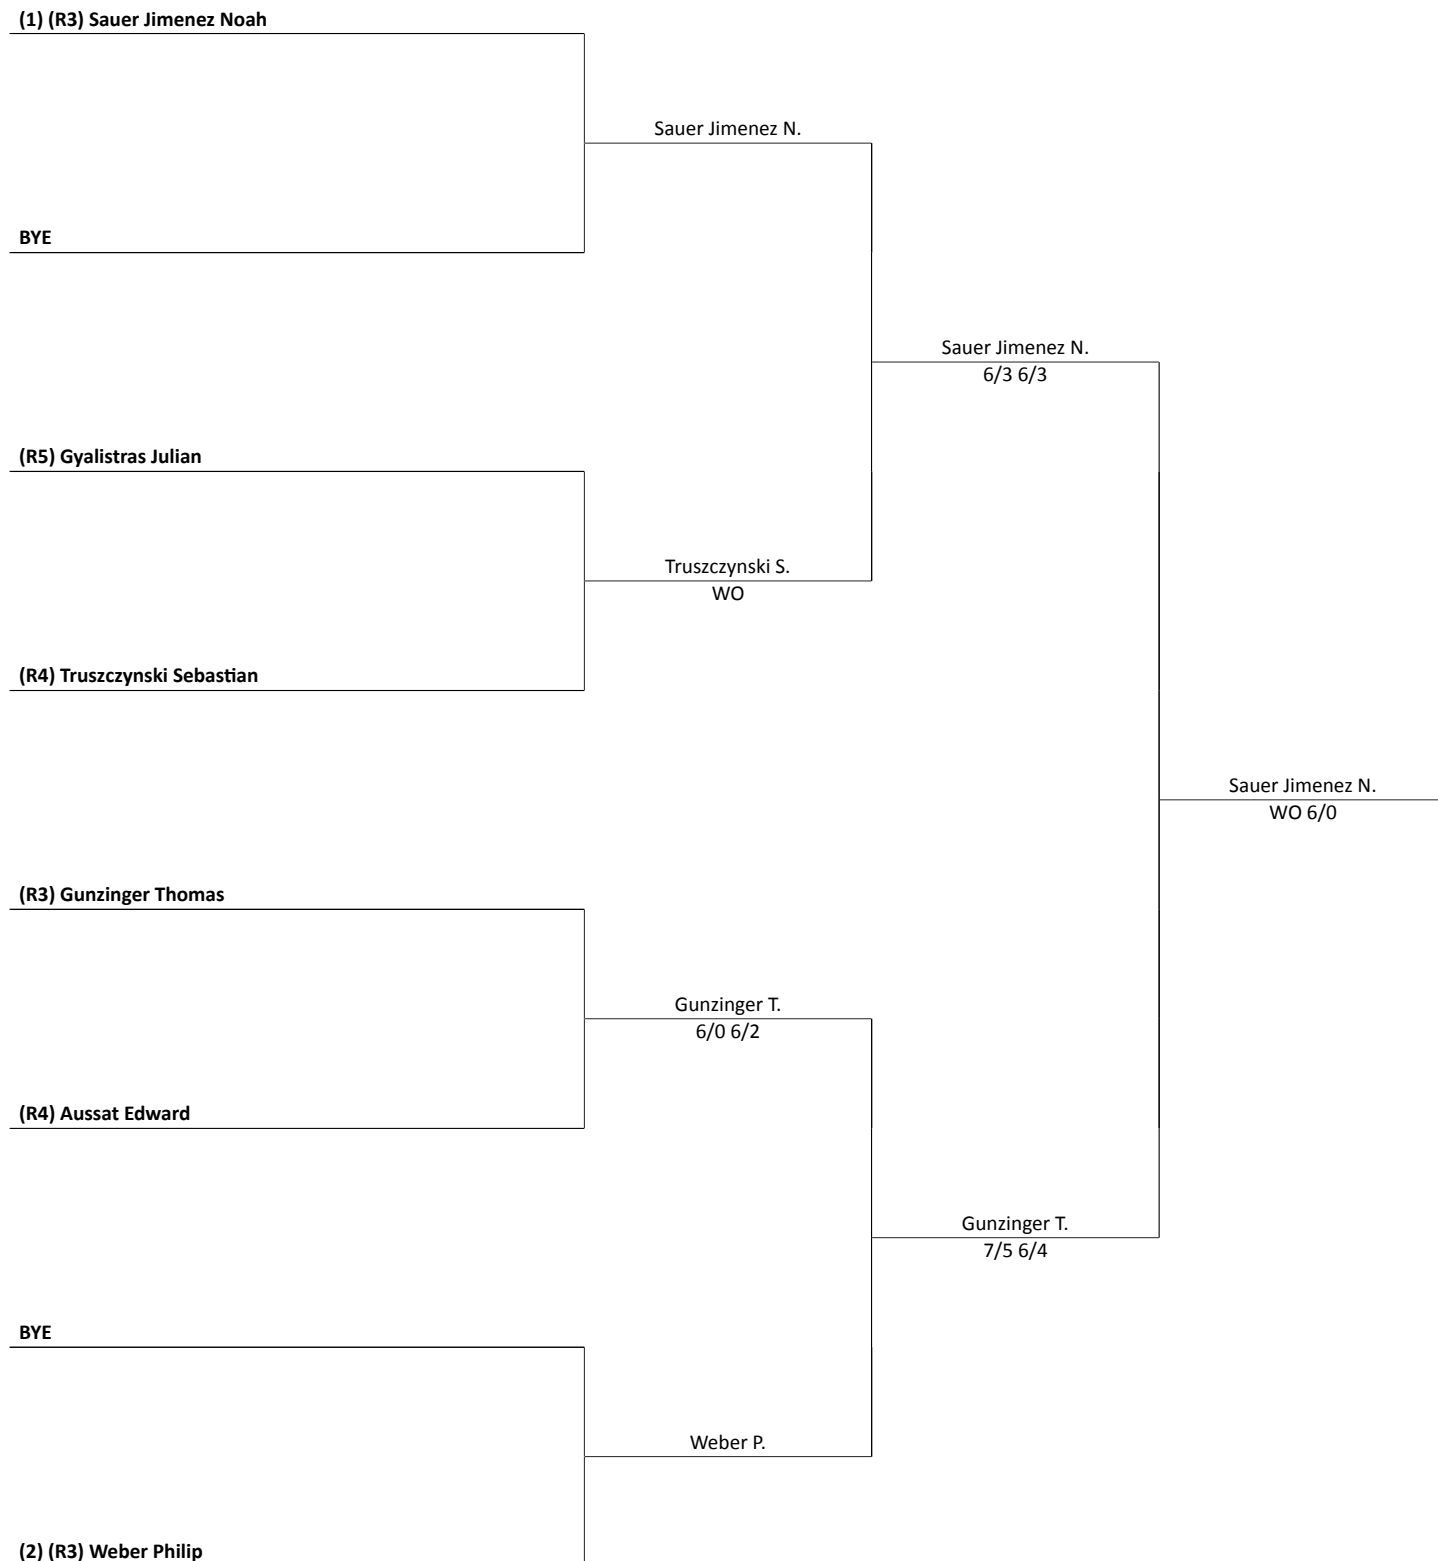 (1) (R3) Sauer Jimenez Noah
Sauer Jimenez N.
BYE
Sauer Jimenez N.
6/3 6/3
(R5) Gyalistras Julian
Truszczynski S.
WO
(R4) Truszczynski Sebastian
Sauer Jimenez N.
WO 6/0
(R3) Gunzinger Thomas
Gunzinger T.
6/0 6/2
(R4) Aussat Edward
Gunzinger T.
7/5 6/4
BYE
Weber P.
(2) (R3) Weber Philip